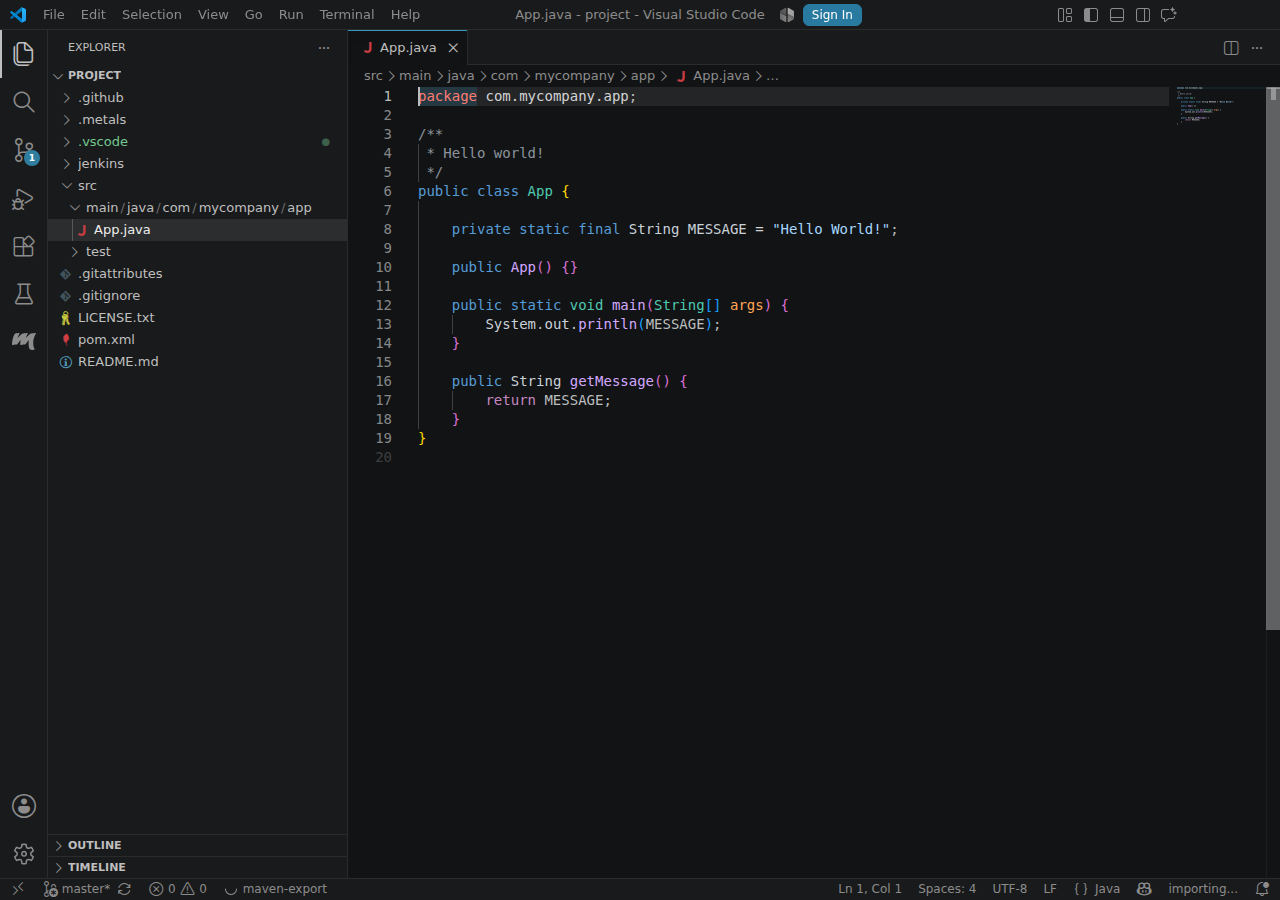 File Edit Selection View Go Run Terminal Help App.java - project - Visual Studio Code Sign In
EXPLORER
PROJECT
.github
.metals
.vscode
jenkins
src
main/java/com/mycompany/app
App.java
test
.gitattributes
.gitignore
LICENSE.txt
pom.xml
README.md
OUTLINE
TIMELINE
1
App.java
src main java com mycompany app App.java ...
1 package com.mycompany.app;
2
3 /**
4  * Hello world!
5  */
6 public class App {
7
8     private static final String MESSAGE = "Hello World!";
9
10     public App() {}
11
12     public static void main(String[] args) {
13         System.out.println(MESSAGE);
14     }
15
16     public String getMessage() {
17         return MESSAGE;
18     }
19 }
20
master* 0 0 maven-export Ln 1, Col 1 Spaces: 4 UTF-8 LF { } Java importing...